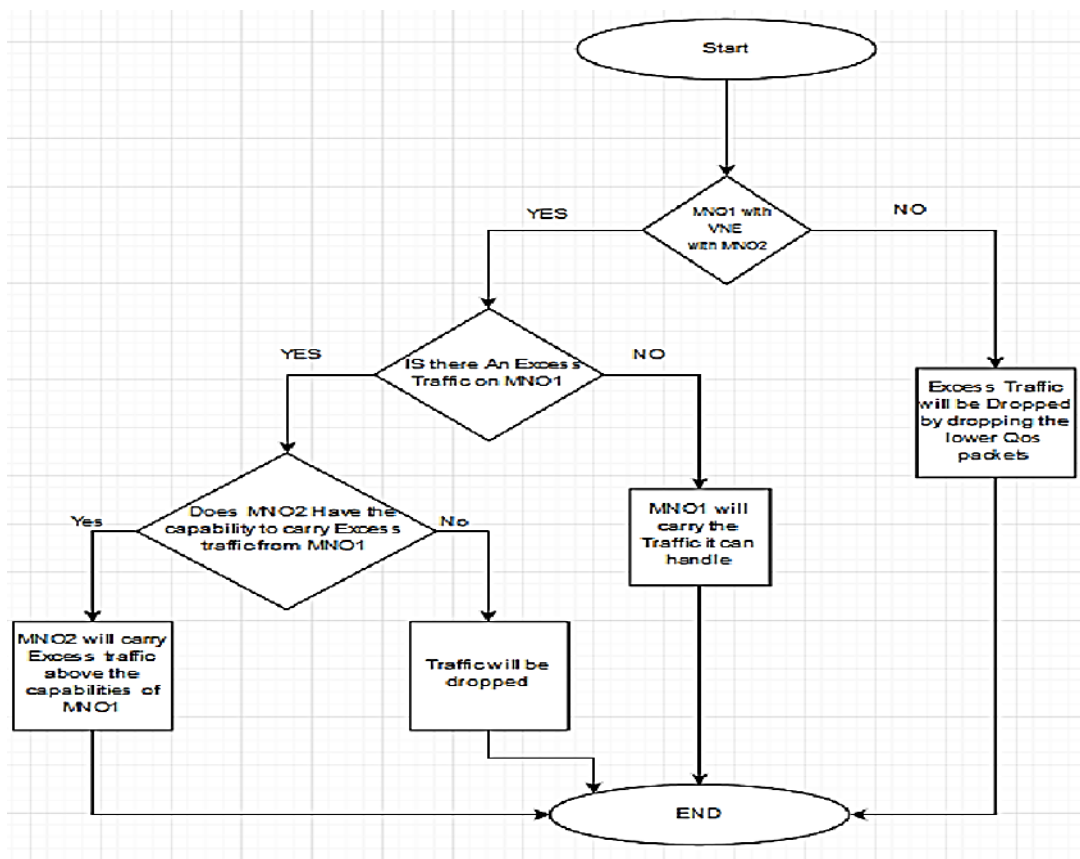 Start
MNO1 with
VNE
with MNO2
YES
NO
IS there An Excess
Traffic on MNO1
YES
NO
Excess Traffic
will be Dropped
by dropping the
lower Qos
packets
Does MNO2 Have the
capability to carry Excess
traffic from MNO1
Yes
No
MNO1 will
carry the
Traffic it can
handle
MNO2 will carry
Excess traffic
above the
capabilities of
MNO1
Traffic will be
dropped
END